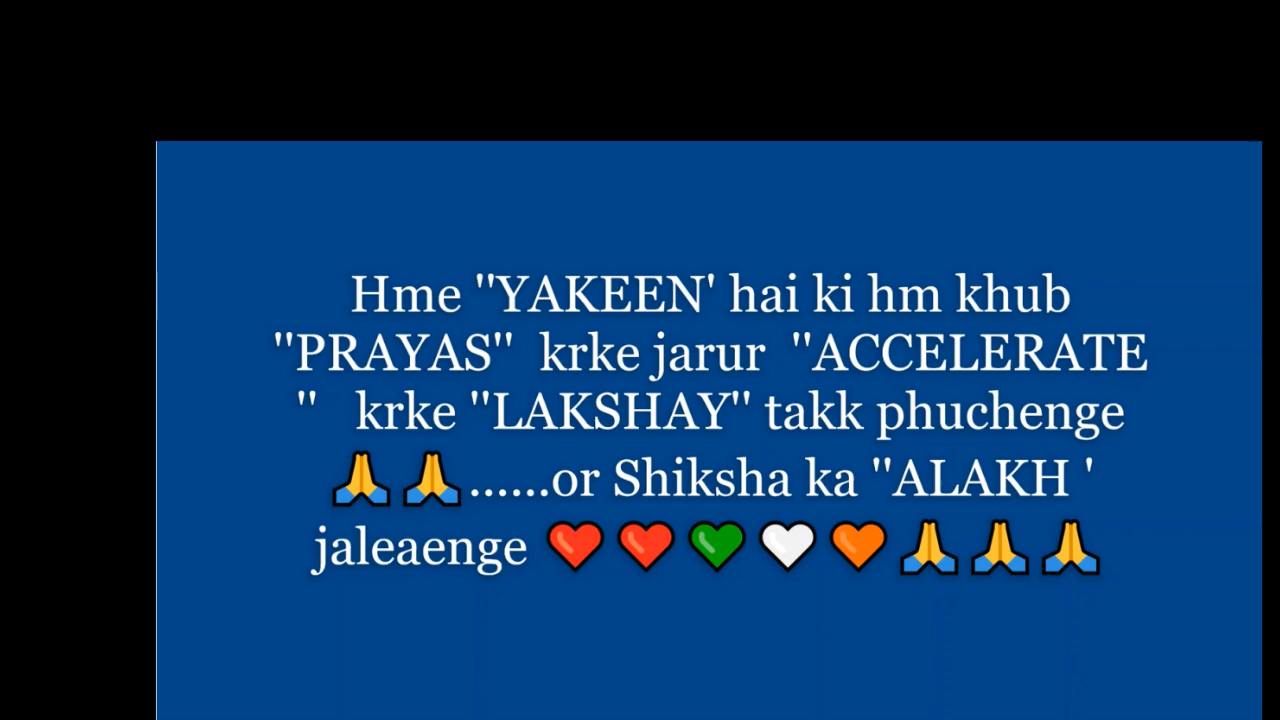 Hme "YAKEEN' hai ki hm khub
"PRAYAS"  krke jarur  "ACCELERATE
"   krke "LAKSHAY" takk phuchenge
🙏🙏......or Shiksha ka "ALAKH '
jaleaenge ❤️❤️💚🤍🧡🙏🙏🙏